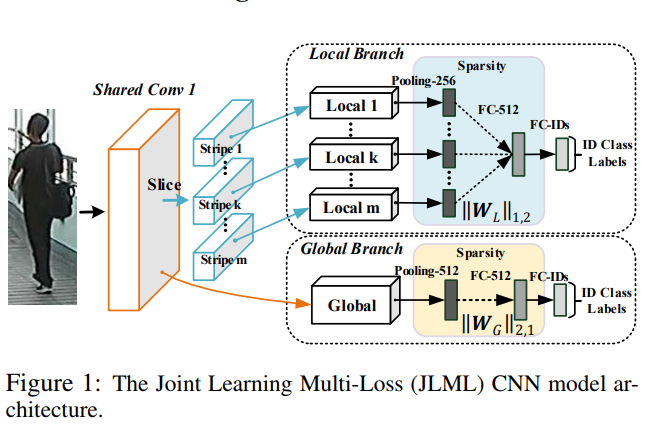 Local Branch
Sparsity
Shared Conv 1
Pooling-256
Local 1
FC-512
FC-IDs
Stripe 1
ID Class
Labels
Local k
Slice
Stripe k
Local m
‖W_L‖1,2
Stripe m
Global Branch
Sparsity
Pooling-512
FC-512
FC-IDs
ID Class
Labels
Global
‖W_G‖2,1
Figure 1: The Joint Learning Multi-Loss (JLML) CNN model ar-
chitecture.